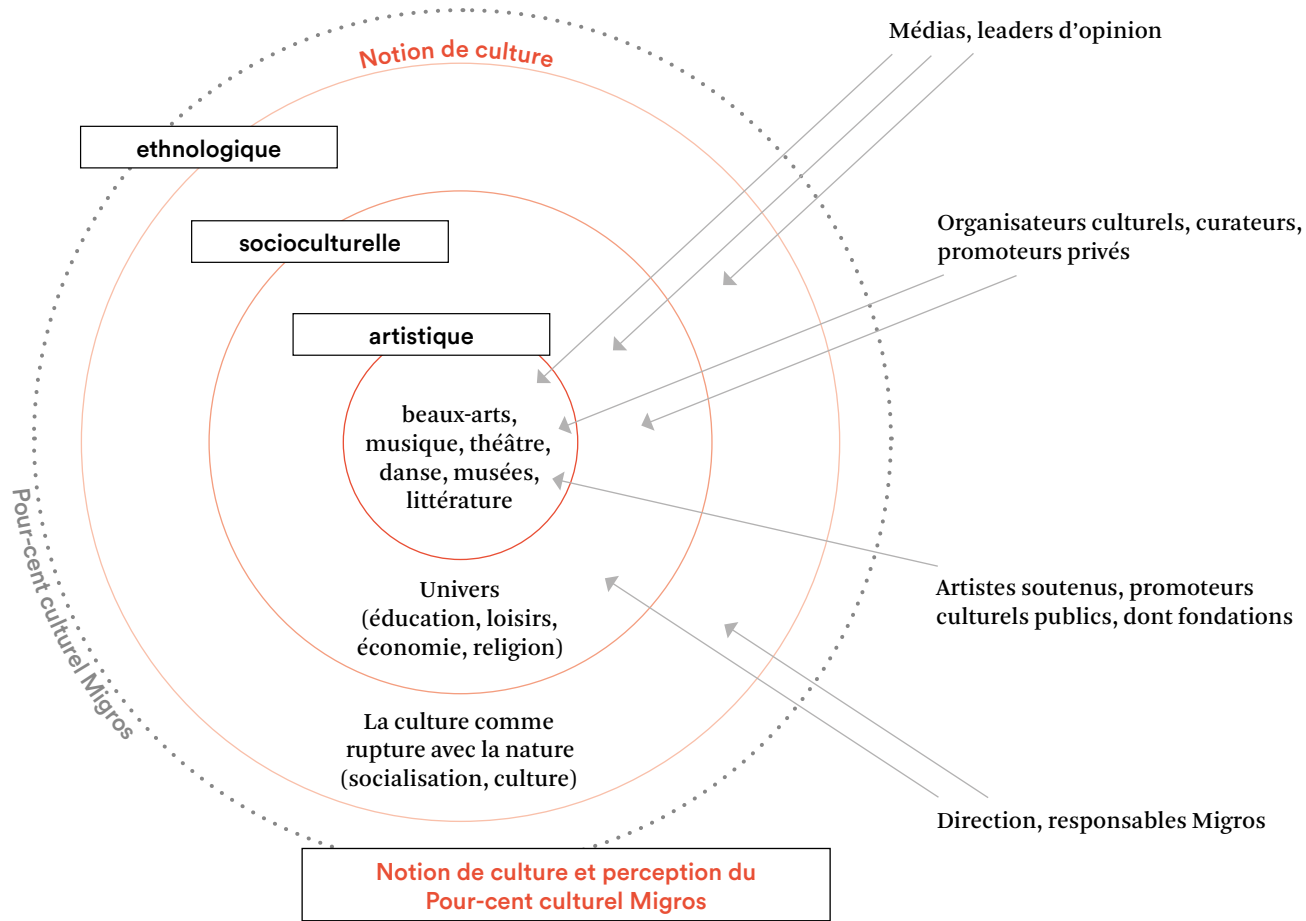 Médias, leaders d’opinion
Notion de culture
ethnologique
socioculturelle
Organisateurs culturels, curateurs,
promoteurs privés
artistique
beaux-arts,
musique, théâtre,
danse, musées,
littérature
Pour-cent culturel Migros
Univers
(éducation, loisirs,
économie, religion)
Artistes soutenus, promoteurs
culturels publics, dont fondations
La culture comme
rupture avec la nature
(socialisation, culture)
Direction, responsables Migros
Notion de culture et perception du
Pour-cent culturel Migros